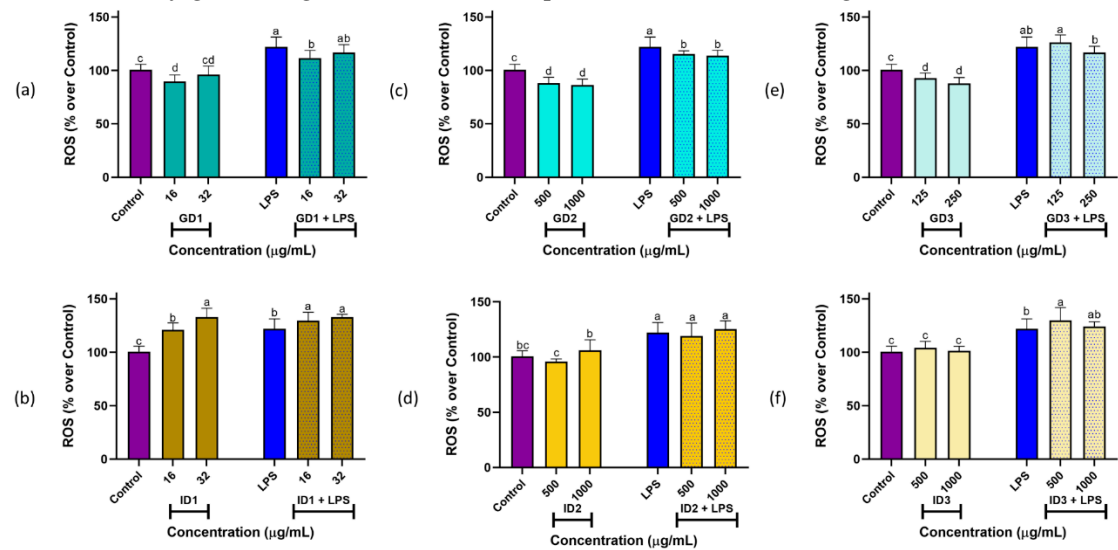 (a)
ROS (% over Control)
150
100
50
0
c
d
cd
a
b
ab
Control
16
32
LPS
16
32
GD1
GD1 + LPS
Concentration (µg/mL)
(c)
ROS (% over Control)
150
100
50
0
c
d
d
a
b
b
Control
500
1000
LPS
500
1000
GD2
GD2 + LPS
Concentration (µg/mL)
(e)
ROS (% over Control)
150
100
50
0
c
d
d
ab
a
b
Control
125
250
LPS
125
250
GD3
GD3 + LPS
Concentration (µg/mL)
(b)
ROS (% over Control)
150
100
50
0
c
b
a
b
a
a
Control
16
32
LPS
16
32
ID1
ID1 + LPS
Concentration (µg/mL)
(d)
ROS (% over Control)
150
100
50
0
bc
c
b
a
a
a
Control
500
1000
LPS
500
1000
ID2
ID2 + LPS
Concentration (µg/mL)
(f)
ROS (% over Control)
150
100
50
0
c
c
c
b
a
ab
Control
500
1000
LPS
500
1000
ID3
ID3 + LPS
Concentration (µg/mL)